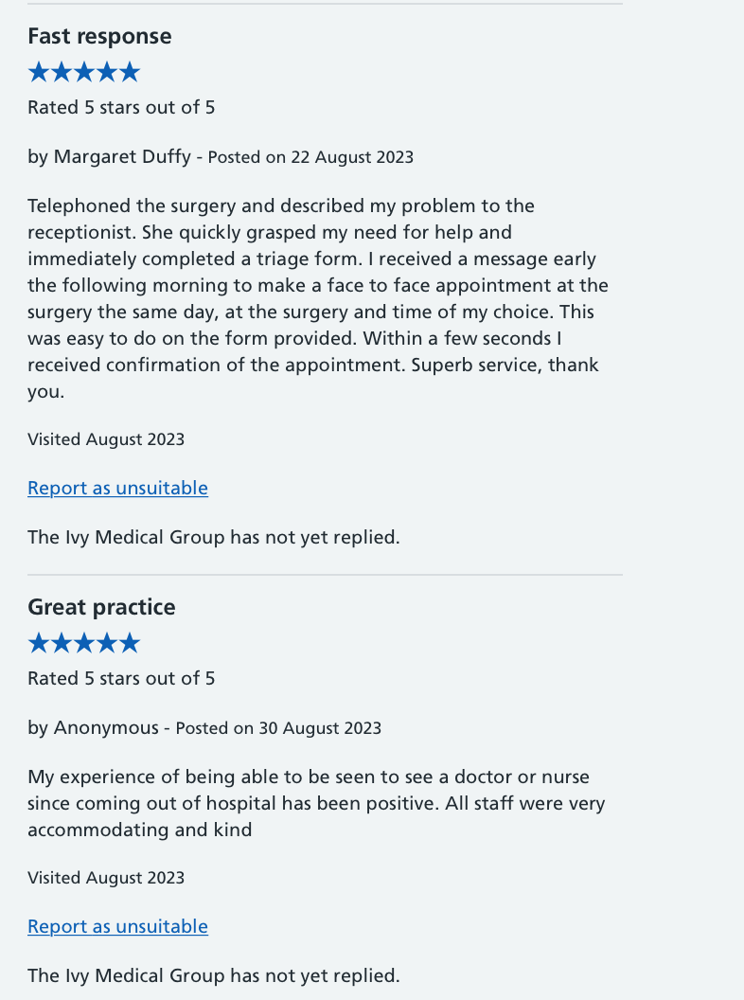 Fast response
Rated 5 stars out of 5
by Margaret Duffy - Posted on 22 August 2023
Telephoned the surgery and described my problem to the
receptionist. She quickly grasped my need for help and
immediately completed a triage form. I received a message early
the following morning to make a face to face appointment at the
surgery the same day, at the surgery and time of my choice. This
was easy to do on the form provided. Within a few seconds I
received confirmation of the appointment. Superb service, thank
you.
Visited August 2023
Report as unsuitable
The Ivy Medical Group has not yet replied.
Great practice
Rated 5 stars out of 5
by Anonymous - Posted on 30 August 2023
My experience of being able to be seen to see a doctor or nurse
since coming out of hospital has been positive. All staff were very
accommodating and kind
Visited August 2023
Report as unsuitable
The Ivy Medical Group has not yet replied.